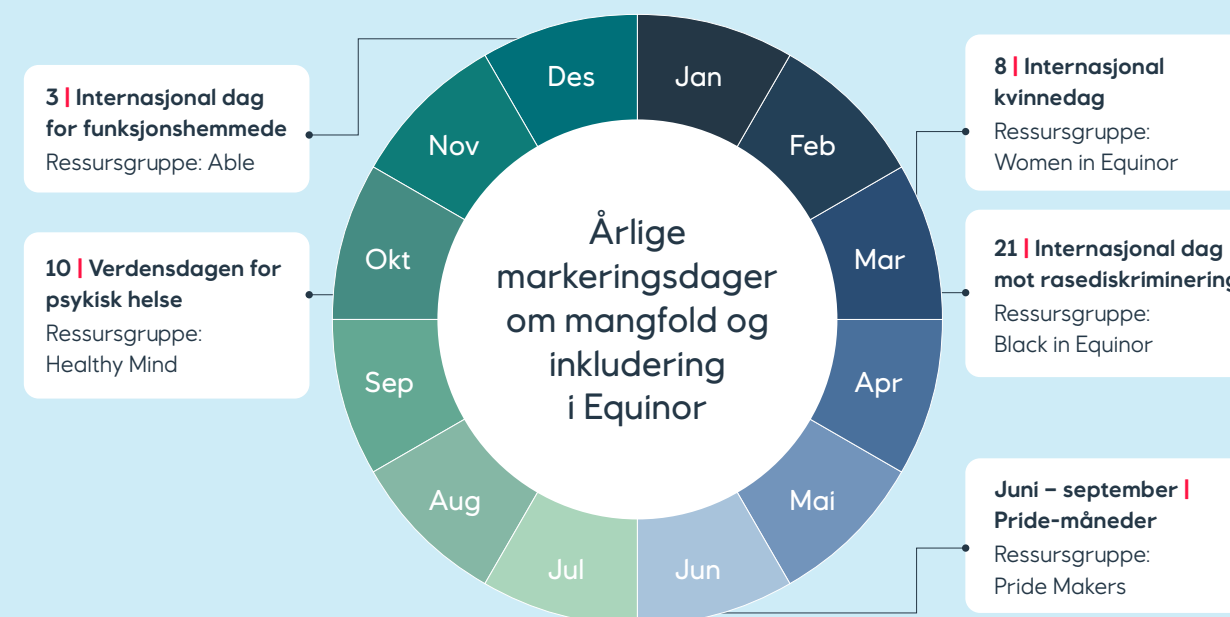 3 | Internasjonal dag
for funksjonshemmede
Ressursgruppe: Able
10 | Verdensdagen for
psykisk helse
Ressursgruppe:
Healthy Mind
Des
Jan
Nov
Feb
Okt
Mar
Sep
Apr
Aug
Mai
Jul
Jun
Årlige
markeringsdager
om mangfold og
inkludering
i Equinor
8 | Internasjonal
kvinnedag
Ressursgruppe:
Women in Equinor
21 | Internasjonal dag
mot rasediskriminering
Ressursgruppe:
Black in Equinor
Juni – september |
Pride-måneder
Ressursgruppe:
Pride Makers